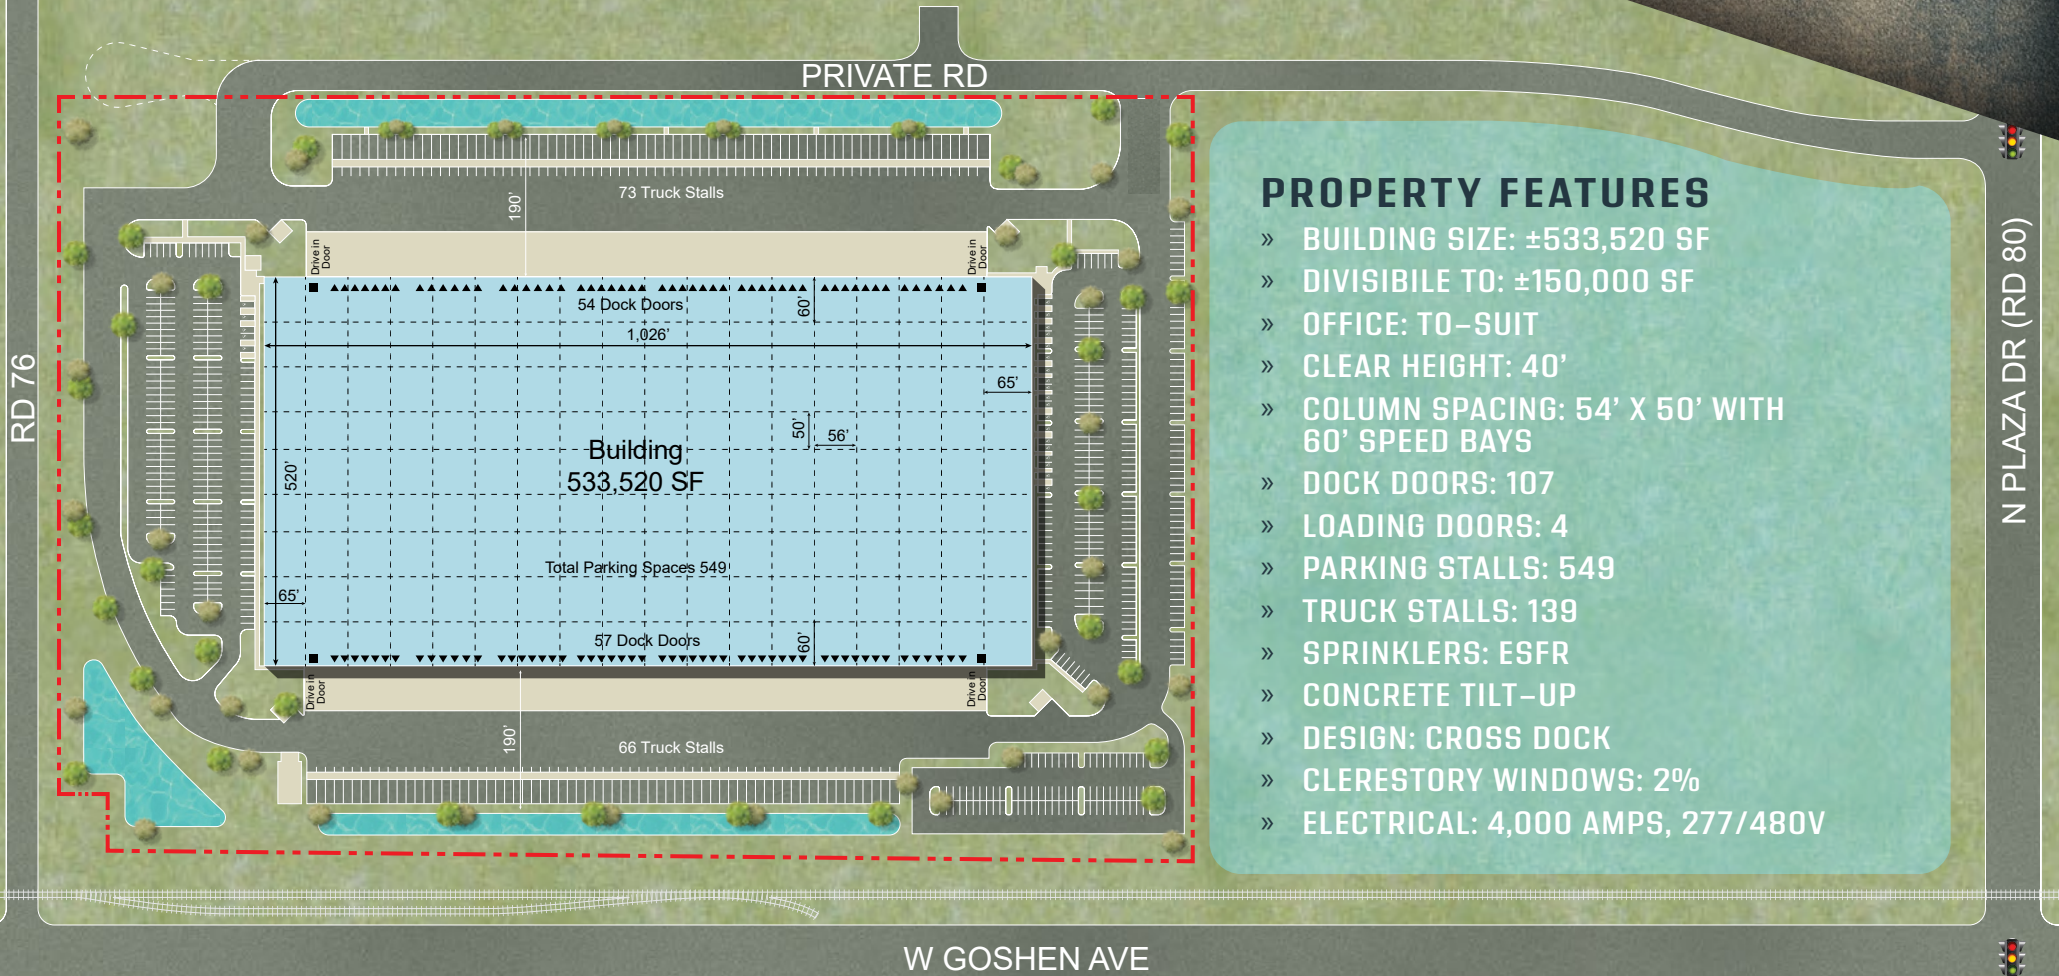 PRIVATE RD
73 Truck Stalls
190'
Drive in
Door
Drive in
Door
54 Dock Doors
60'
1,026'
65'
50'
56'
Building
533,520 SF
520'
Total Parking Spaces 549
65'
57 Dock Doors
60'
Drive in
Door
Drive in
Door
190'
66 Truck Stalls
RD 76
W GOSHEN AVE
N PLAZA DR (RD 80)
PROPERTY FEATURES
» BUILDING SIZE: ±533,520 SF
» DIVISIBILE TO: ±150,000 SF
» OFFICE: TO–SUIT
» CLEAR HEIGHT: 40’
» COLUMN SPACING: 54’ X 50’ WITH
60’ SPEED BAYS
» DOCK DOORS: 107
» LOADING DOORS: 4
» PARKING STALLS: 549
» TRUCK STALLS: 139
» SPRINKLERS: ESFR
» CONCRETE TILT–UP
» DESIGN: CROSS DOCK
» CLERESTORY WINDOWS: 2%
» ELECTRICAL: 4,000 AMPS, 277/480V